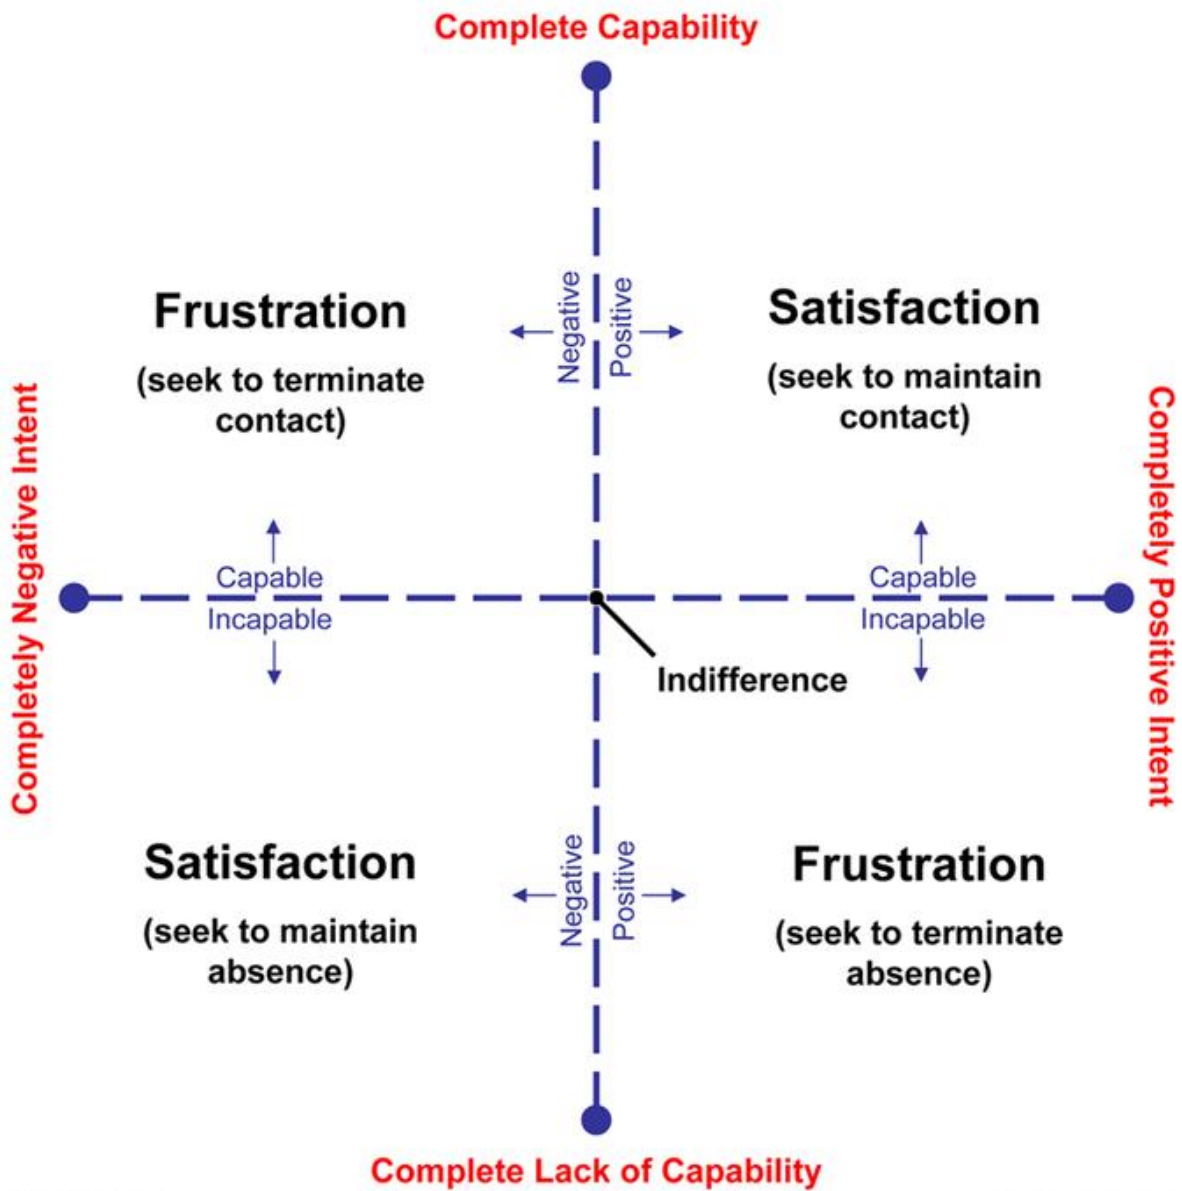 Complete Capability
Negative
Positive
Frustration
(seek to terminate
contact)
Satisfaction
(seek to maintain
contact)
Completely Negative Intent
Completely Positive Intent
Capable
Incapable
Capable
Incapable
Indifference
Negative
Positive
Satisfaction
(seek to maintain
absence)
Frustration
(seek to terminate
absence)
Complete Lack of Capability